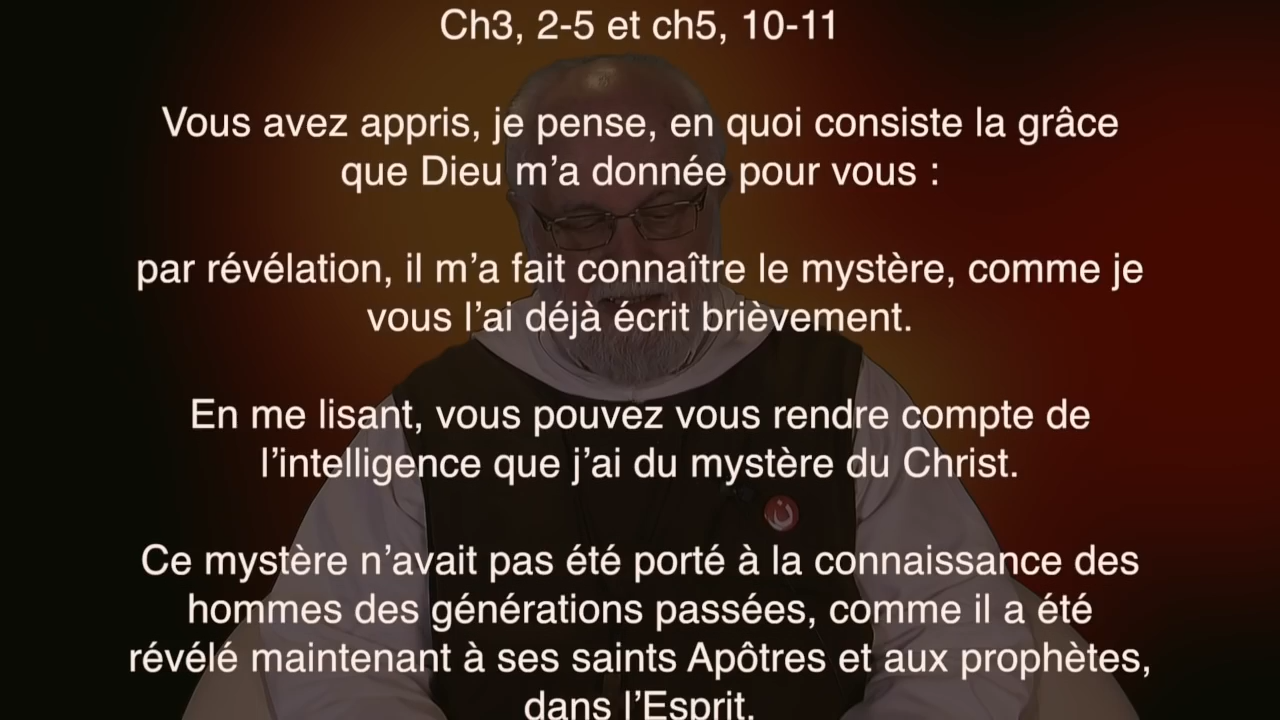 Ch3, 2-5 et ch5, 10-11
Vous avez appris, je pense, en quoi consiste la grâce
que Dieu m’a donnée pour vous :
par révélation, il m’a fait connaître le mystère, comme je
vous l’ai déjà écrit brièvement.
En me lisant, vous pouvez vous rendre compte de
l’intelligence que j’ai du mystère du Christ.
ن
Ce mystère n’avait pas été porté à la connaissance des
hommes des générations passées, comme il a été
révélé maintenant à ses saints Apôtres et aux prophètes,
dans l’Esprit.